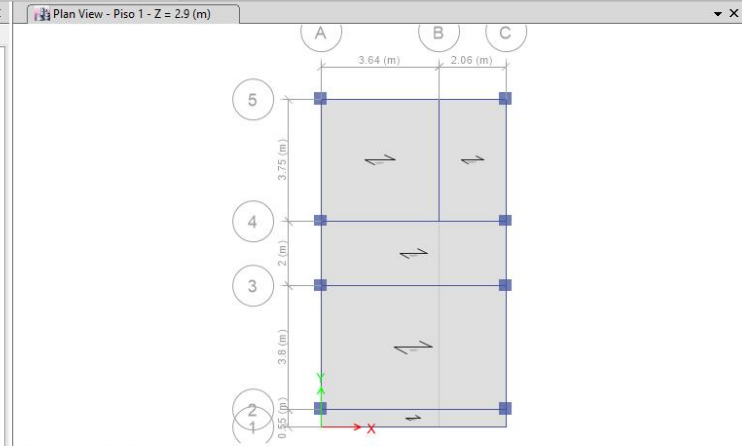 Plan View - Piso 1 - Z = 2.9 (m)
A B C
3.64 (m) 2.06 (m)
5
3.75 (m)
4
2 (m)
3
3.8 (m)
2
0.55 (m)
1
Y
X